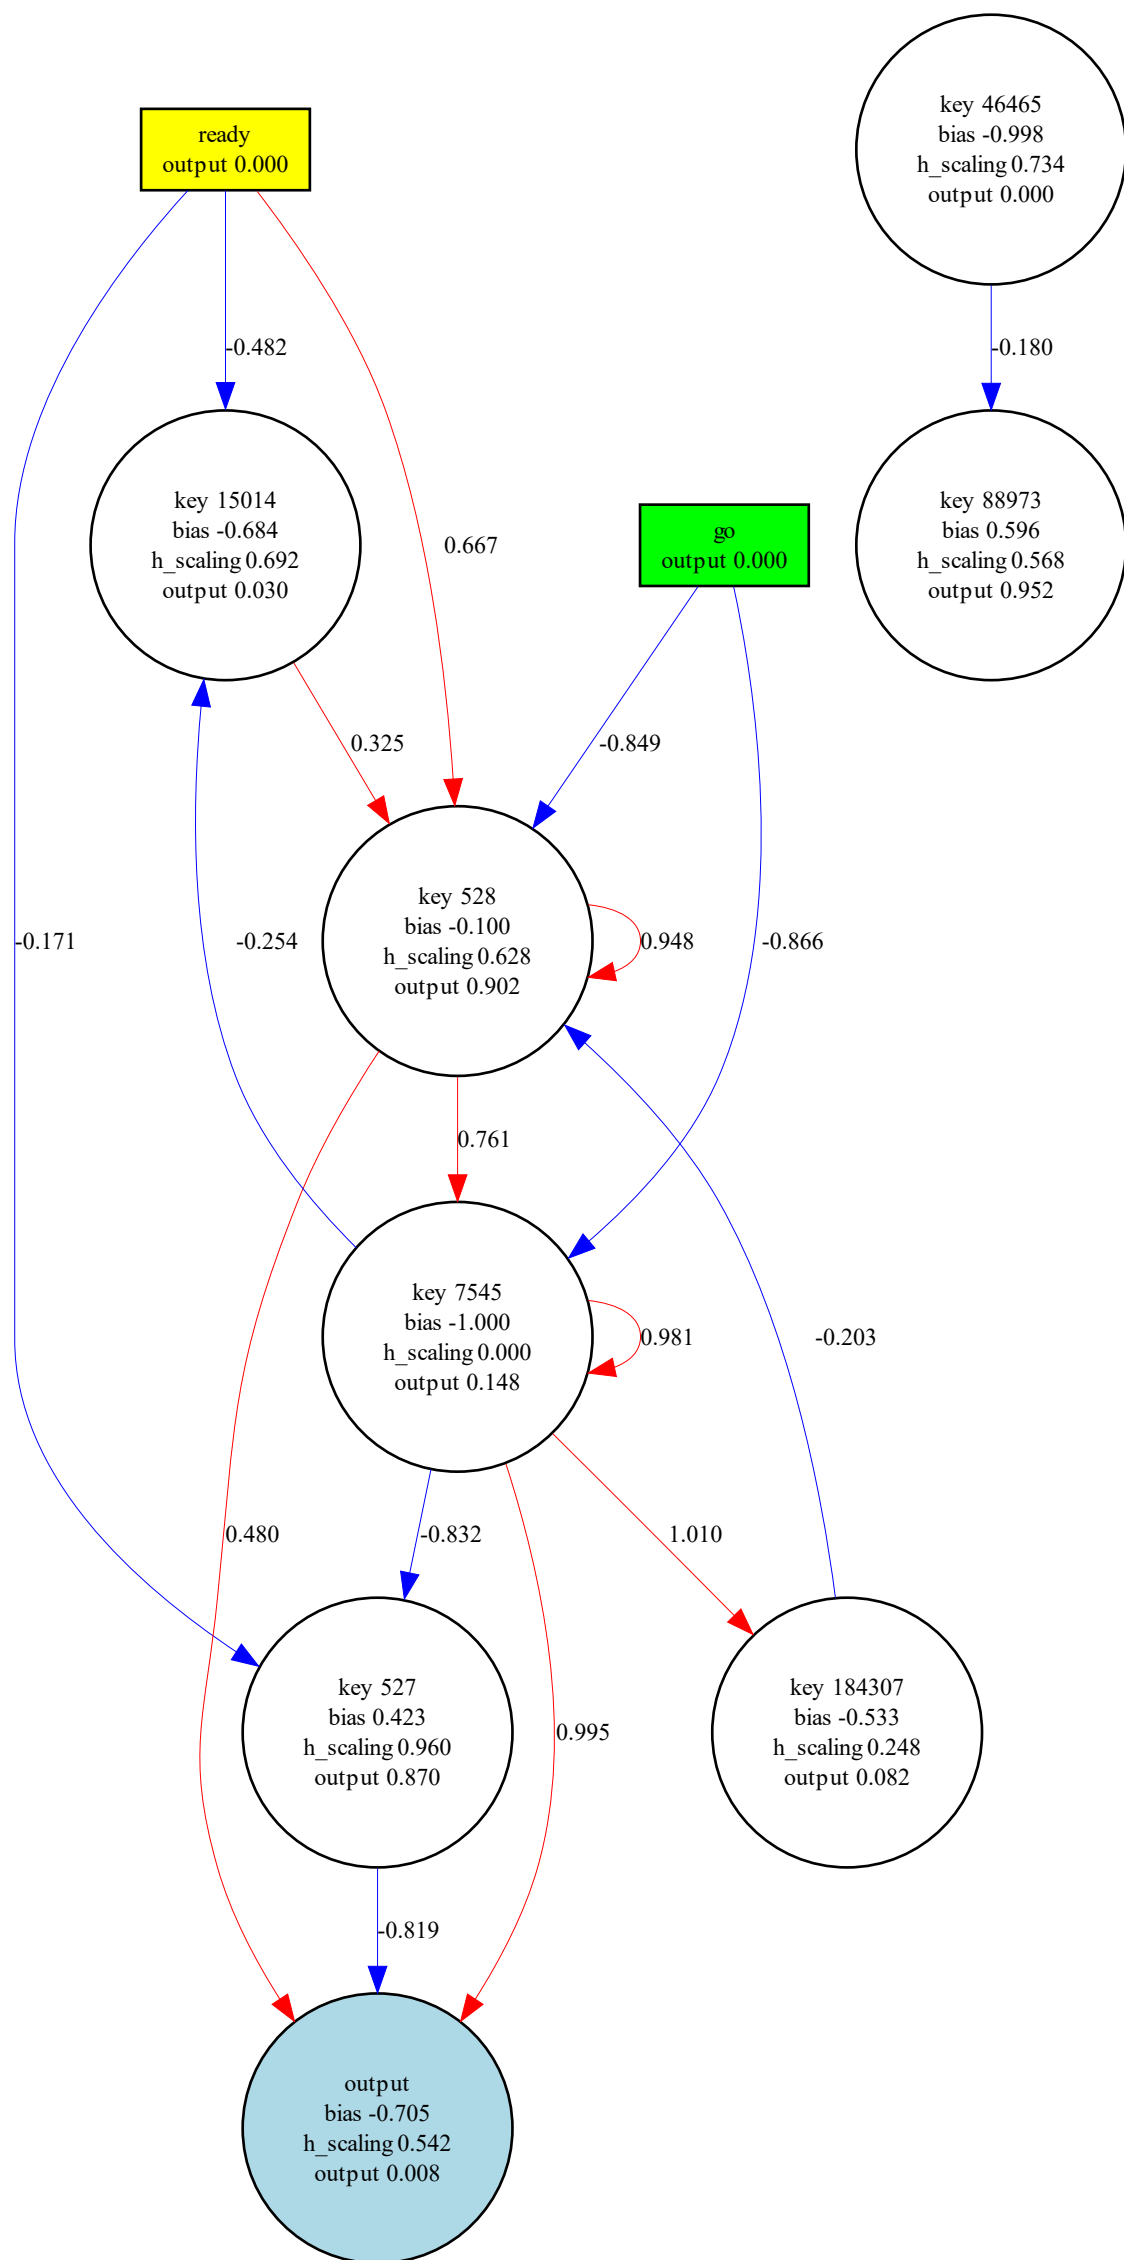 key 46465
bias -0.998
h_scaling 0.734
output 0.000
ready
output 0.000
-0.482
-0.180
key 15014
bias -0.684
h_scaling 0.692
output 0.030
0.667
go
output 0.000
key 88973
bias 0.596
h_scaling 0.568
output 0.952
0.325
-0.849
-0.171
-0.254
key 528
bias -0.100
h_scaling 0.628
output 0.902
0.948
-0.866
0.761
key 7545
bias -1.000
h_scaling 0.000
output 0.148
0.981
-0.203
0.480
-0.832
1.010
key 527
bias 0.423
h_scaling 0.960
output 0.870
0.995
key 184307
bias -0.533
h_scaling 0.248
output 0.082
-0.819
output
bias -0.705
h_scaling 0.542
output 0.008